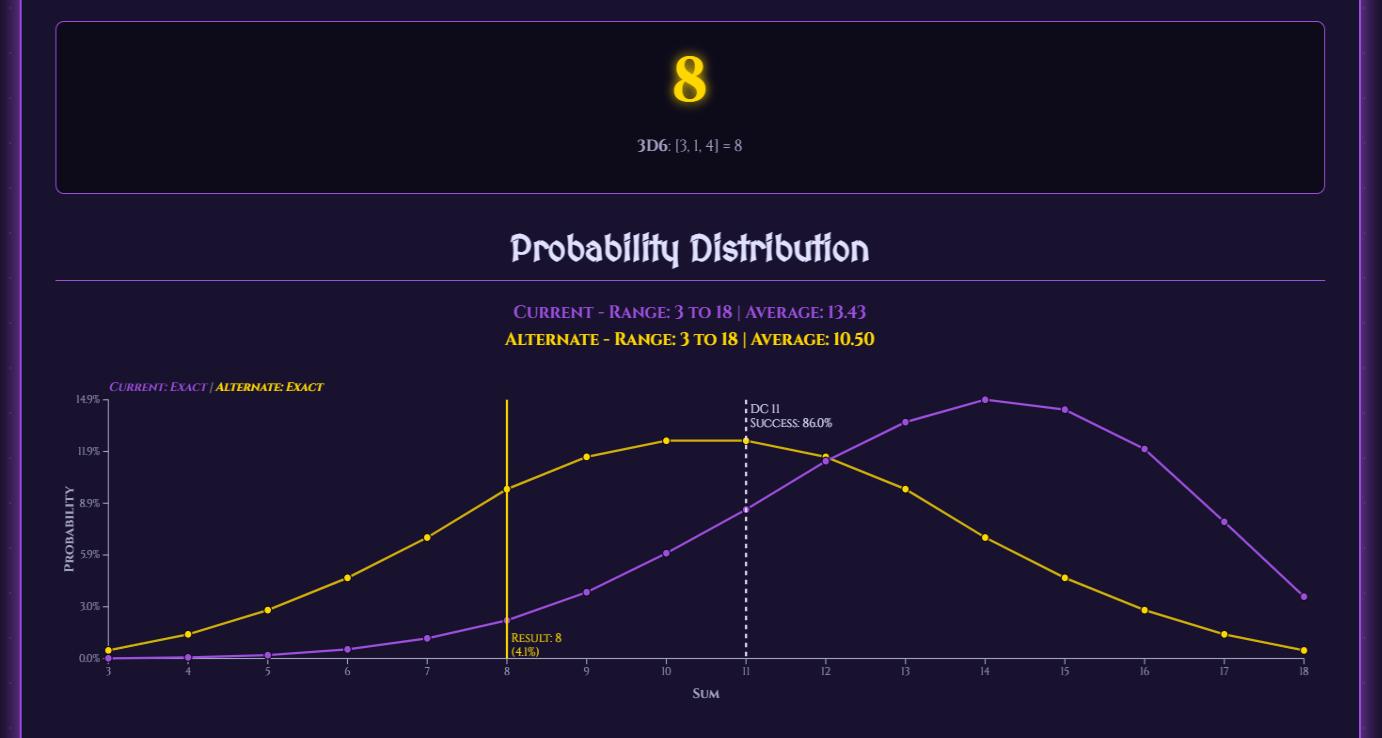 8
3D6: [3, 1, 4] = 8
Probability Distribution
Current - Range: 3 to 18 | Average: 13.43
Alternate - Range: 3 to 18 | Average: 10.50
Current: Exact | Alternate: Exact
14.9%
11.9%
8.9%
5.9%
3.0%
0.0%
Probability
DC 11
Success: 86.0%
Result: 8
(4.1%)
3 4 5 6 7 8 9 10 11 12 13 14 15 16 17 18
Sum